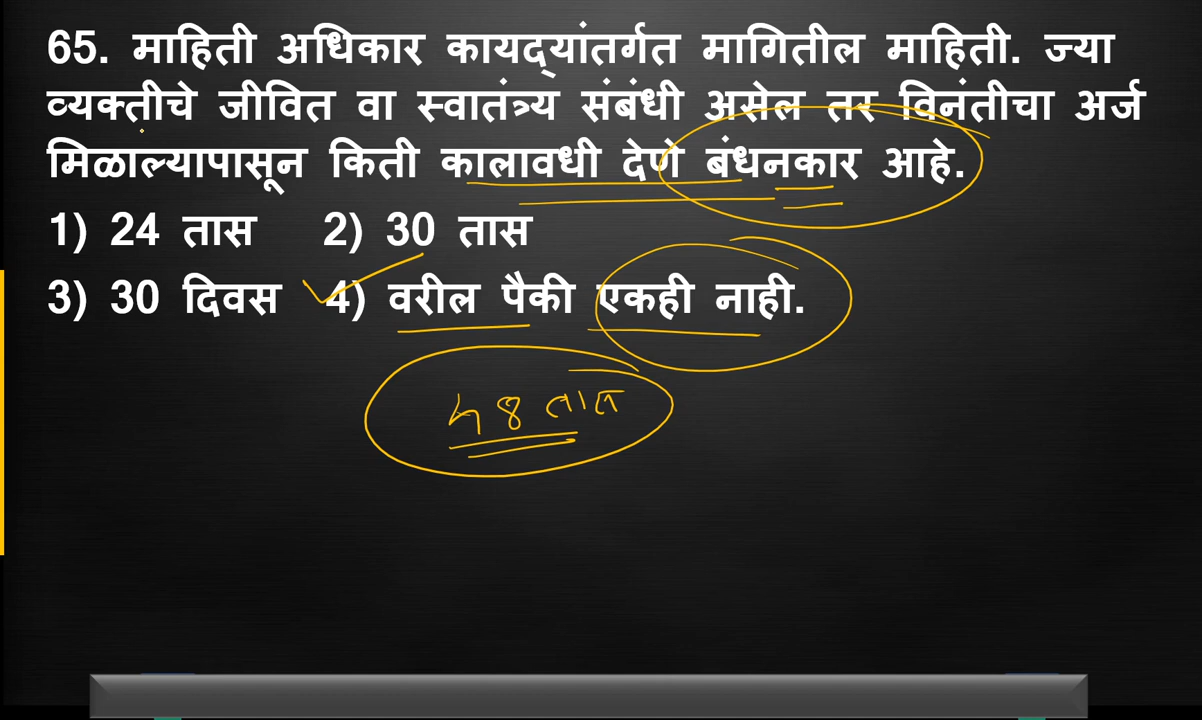 65. माहिती अधिकार कायद्यांतर्गत मागितील माहिती. ज्या
व्यक्तीचे जीवित वा स्वातंत्र्य संबंधी असेल तर विनंतीचा अर्ज
मिळाल्यापासून किती कालावधी देणे बंधनकार आहे.
1) 24 तास 2) 30 तास
3) 30 दिवस 4) वरील पैकी एकही नाही.
४८ तास